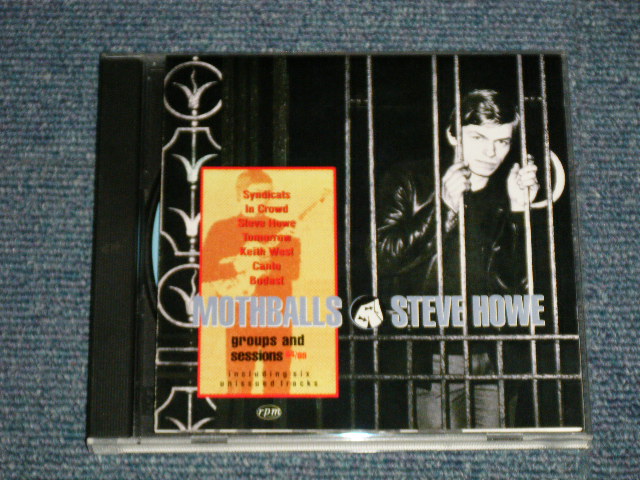 Syndicats
In Crowd
Steve Howe
Tomorrow
Keith West
Canto
Bodast
MOTHBALLS STEVE HOWE
groups and
sessions
including six
unissued tracks
rpm